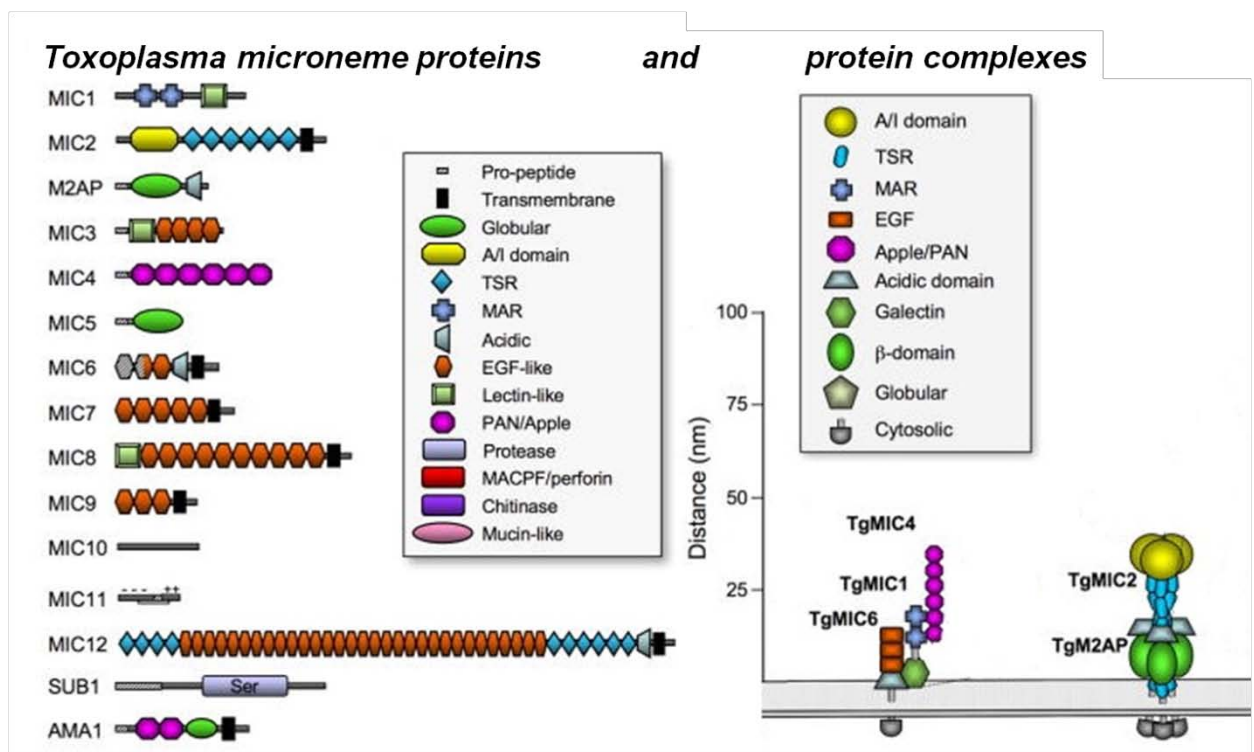 Toxoplasma microneme proteins and protein complexes
MIC1
MIC2
M2AP
MIC3
MIC4
MIC5
MIC6
MIC7
MIC8
MIC9
MIC10
MIC11
- - - ++
MIC12
SUB1
Ser
AMA1
Pro-peptide
Transmembrane
Globular
A/I domain
TSR
MAR
Acidic
EGF-like
Lectin-like
PAN/Apple
Protease
MACPF/perforin
Chitinase
Mucin-like
A/I domain
TSR
MAR
EGF
Apple/PAN
Acidic domain
Galectin
β-domain
Globular
Cytosolic
Distance (nm)
100
75
50
25
TgMIC4
TgMIC1
TgMIC6
TgMIC2
TgM2AP